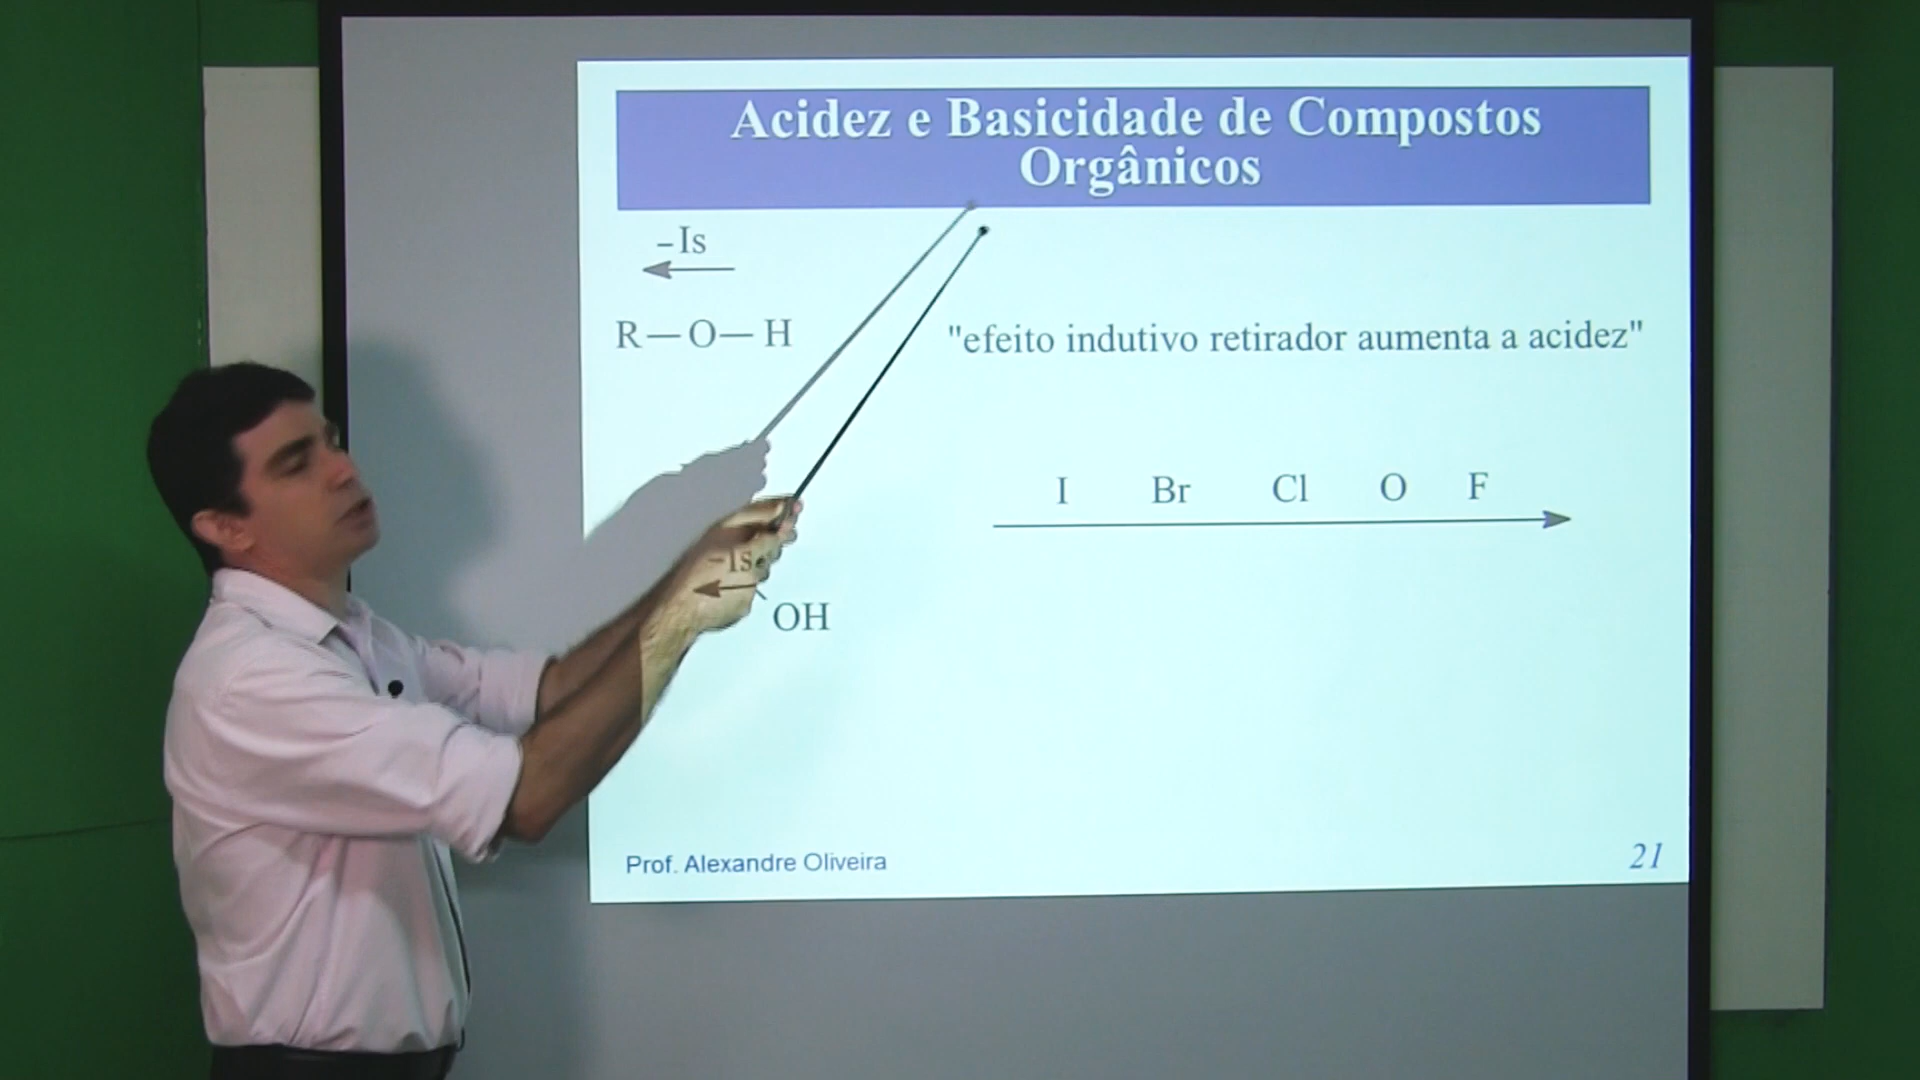 Acidez e Basicidade de Compostos
Orgânicos
–Is
R—O—H
"efeito indutivo retirador aumenta a acidez"
I Br Cl O F
–Is
OH
Prof. Alexandre Oliveira
21